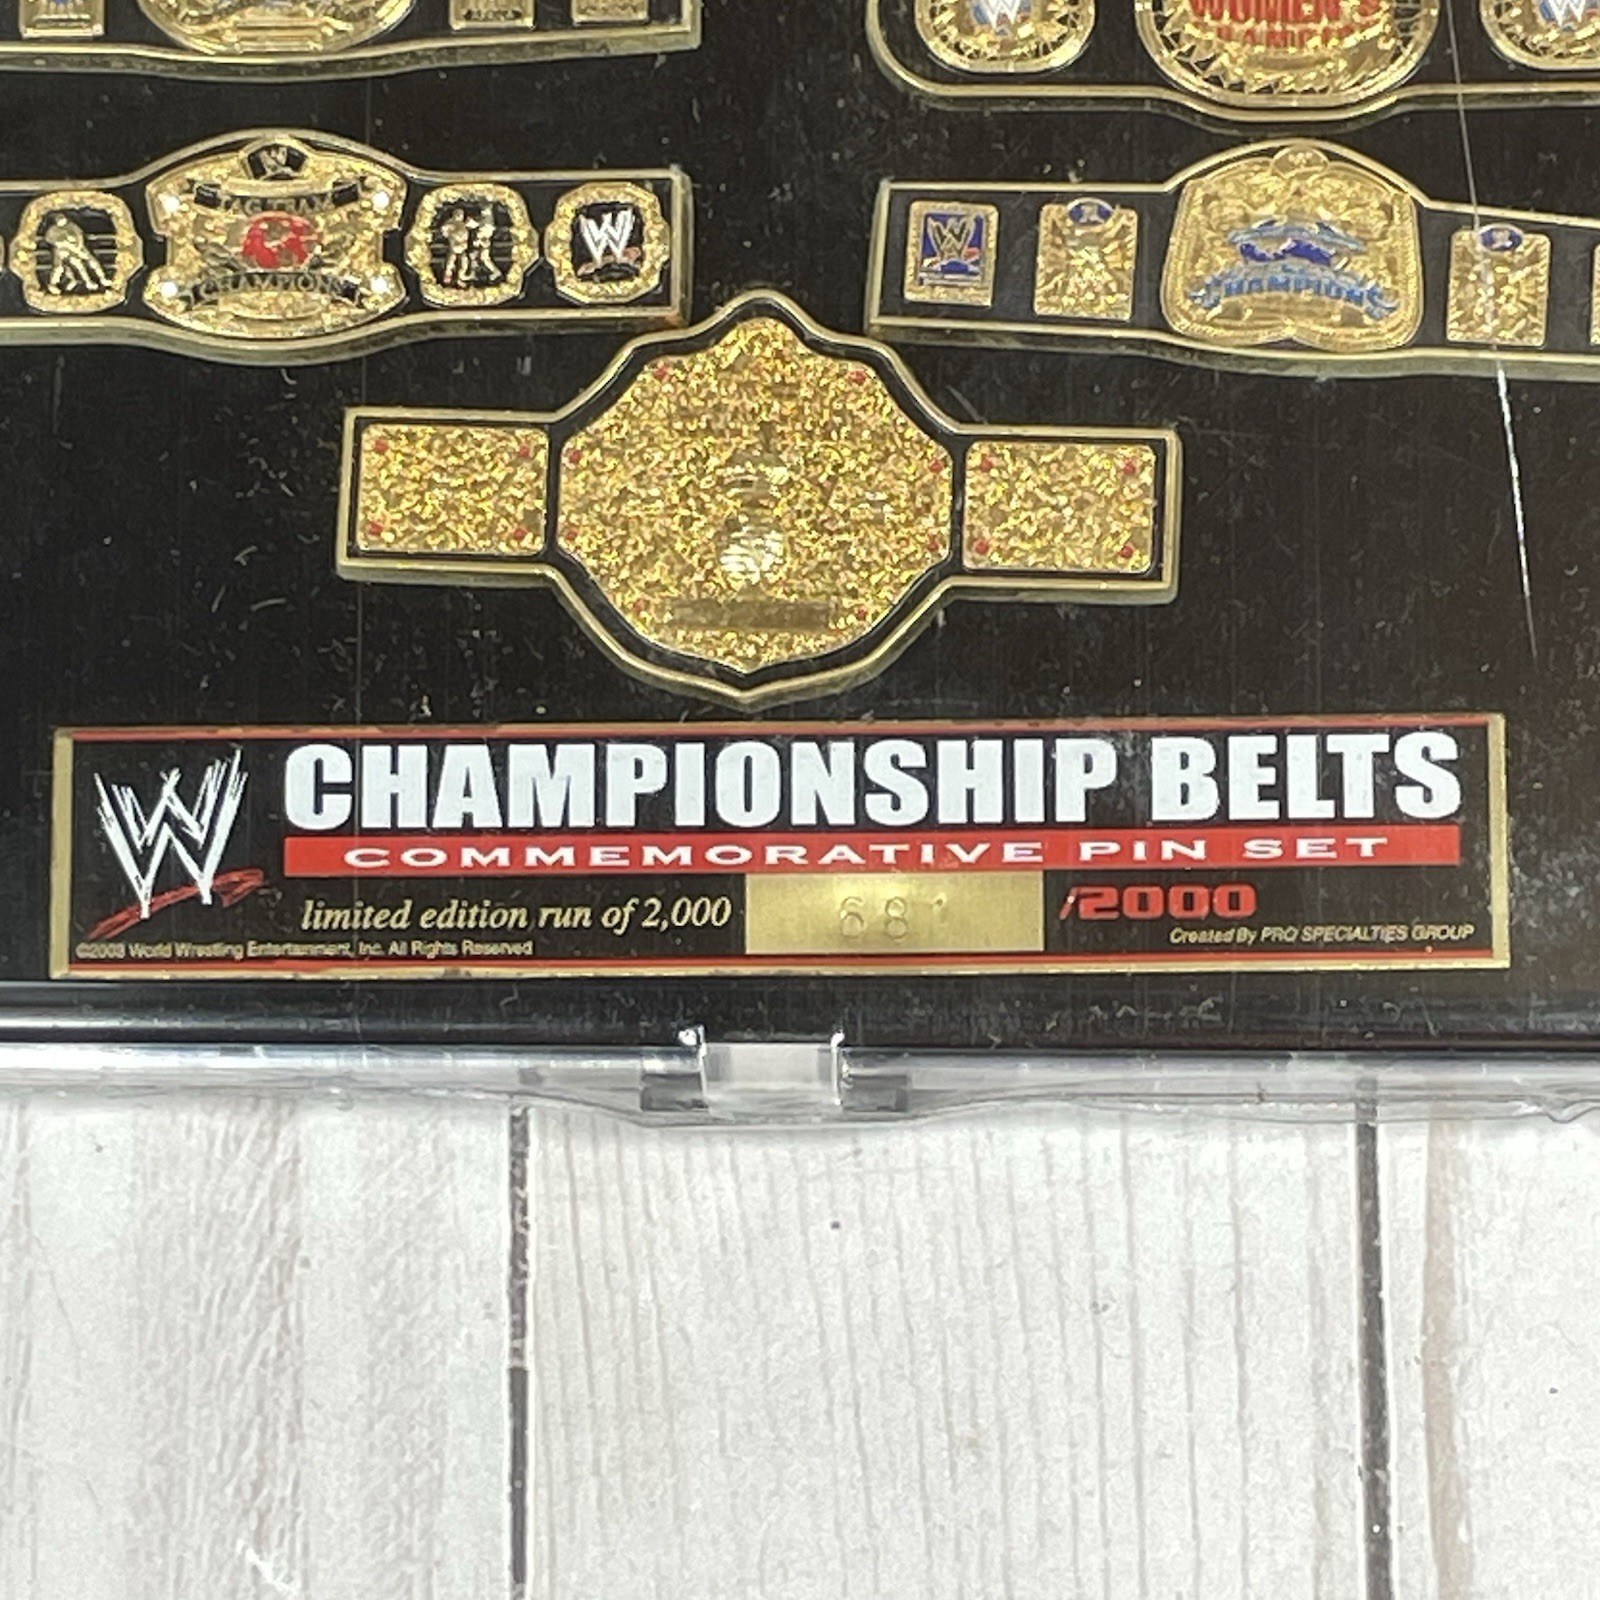 WOMEN'S
TAG TEAM
CHAMPIONS
W
CHAMPIONS
W CHAMPIONSHIP BELTS
COMMEMORATIVE PIN SET
limited edition run of 2,000 681 /2000
©2003 World Wrestling Entertainment, Inc. All Rights Reserved
Created By PRO SPECIALTIES GROUP